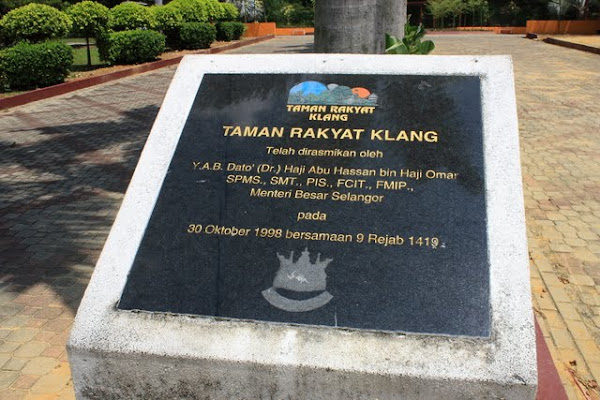 TAMAN RAKYAT
KLANG
TAMAN RAKYAT KLANG
Telah dirasmikan oleh
Y.A.B. Dato' (Dr.) Haji Abu Hassan bin Haji Omar
SPMS., SMT., PIS., FCIT., FMIP.,
Menteri Besar Selangor
pada
30 Oktober 1998 bersamaan 9 Rejab 1419